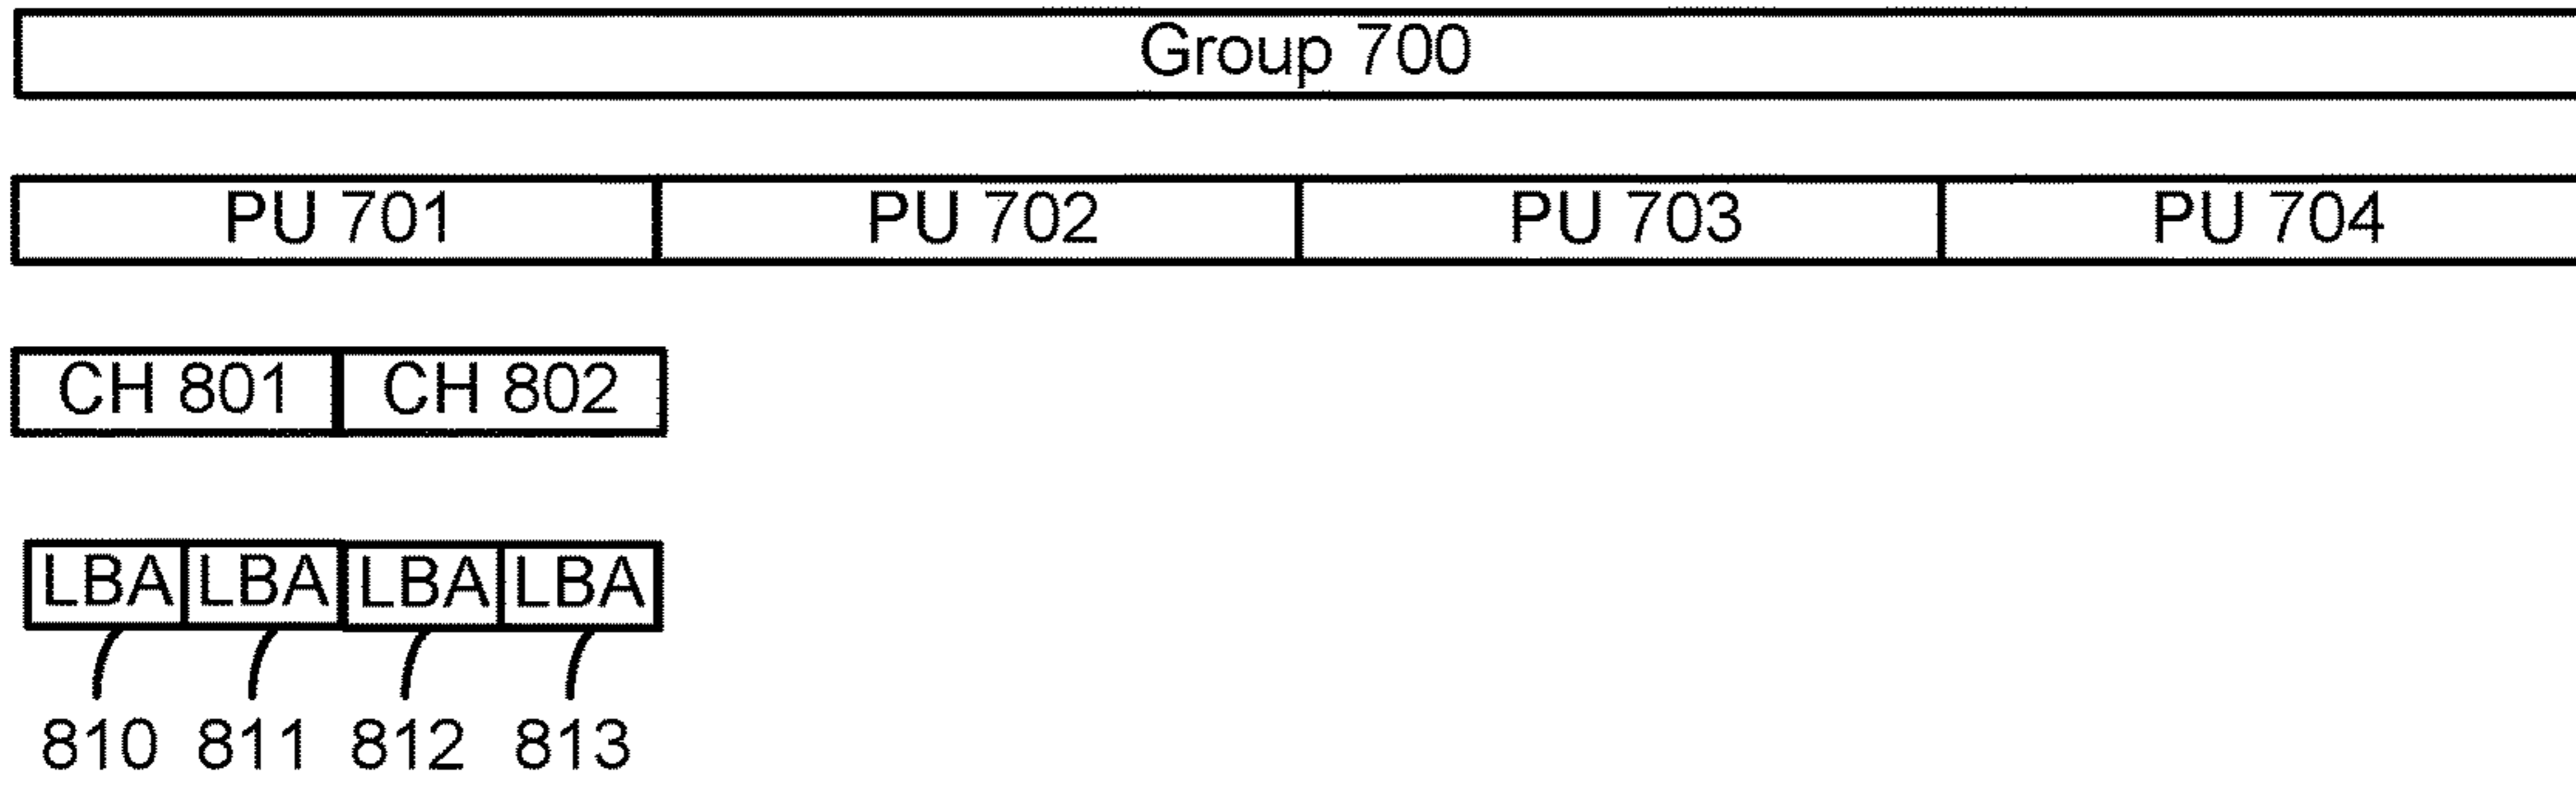 Group 700
PU 701 PU 702 PU 703 PU 704
CH 801 CH 802
LBA LBA LBA LBA
810 811 812 813